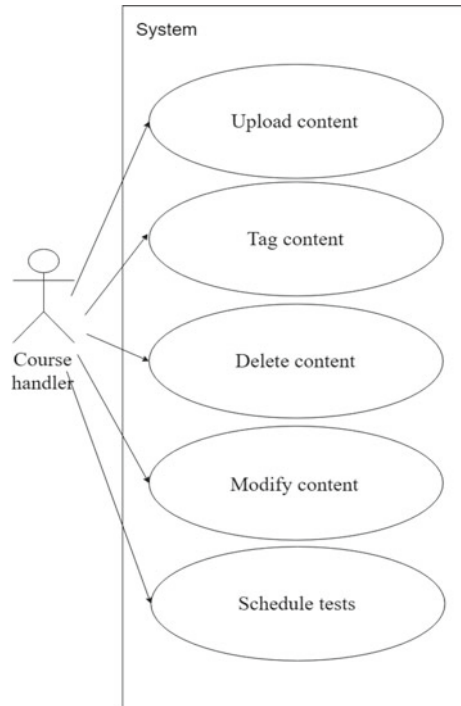 System
Upload content
Tag content
Delete content
Course
handler
Modify content
Schedule tests